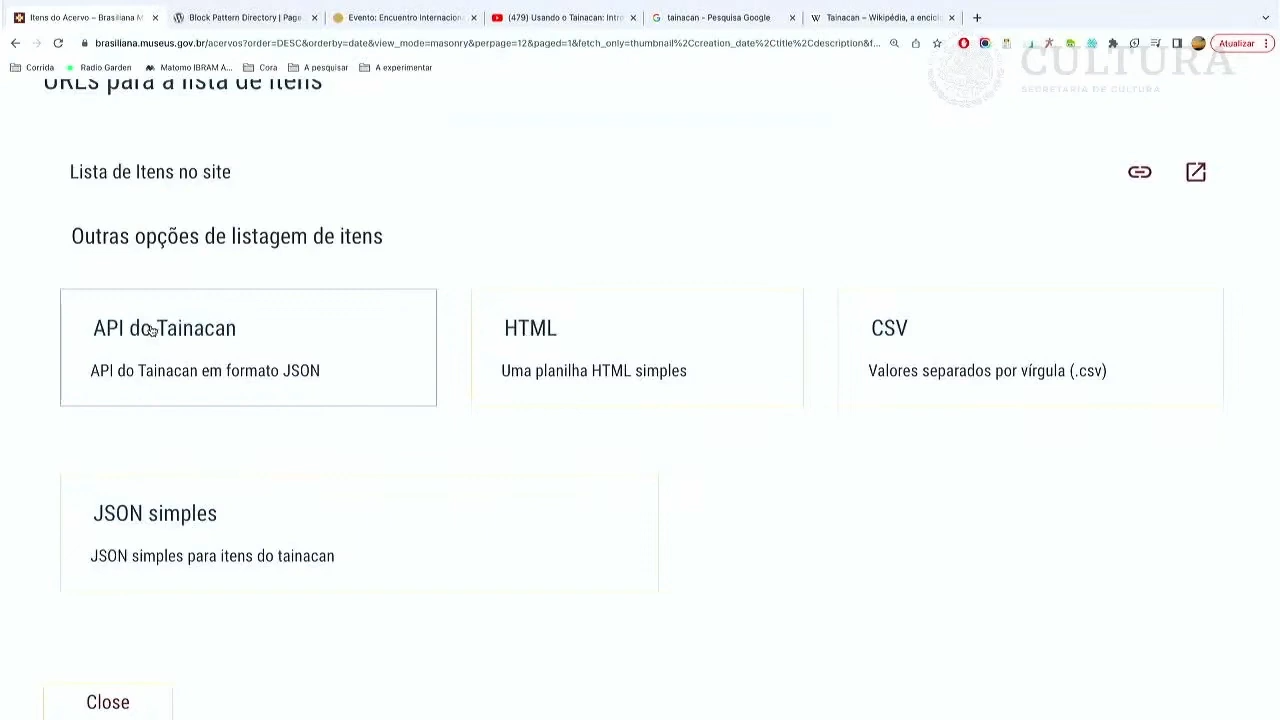 Itens do Acervo – Brasiliana M
Block Pattern Directory | Page
Evento: Encuentro Internacion
(479) Usando o Tainacan: Intro
tainacan - Pesquisa Google
Tainacan – Wikipédia, a encicl
brasiliana.museus.gov.br/acervos?order=DESC&orderby=date&view_mode=masonry&perpage=12&paged=1&fetch_only=thumbnail%2Ccreation_date%2Ctitle%2Cdescription&f...
Atualizar
Corrida
Radio Garden
Matomo IBRAM A...
Cora
A pesquisar
A experimentar
CULTURA
SECRETARÍA DE CULTURA
URLs para a lista de itens
Lista de Itens no site
Outras opções de listagem de itens
API do Tainacan
API do Tainacan em formato JSON
HTML
Uma planilha HTML simples
CSV
Valores separados por vírgula (.csv)
JSON simples
JSON simples para itens do tainacan
Close